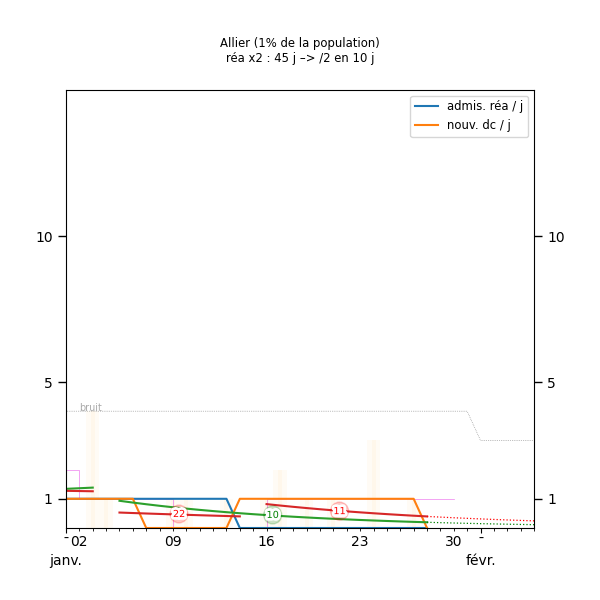 Allier (1% de la population)
réa x2 : 45 j –> /2 en 10 j
admis. réa / j
nouv. dc / j
10
10
5
5
bruit
1
1
22
10
11
02
09
16
23
30
janv.
févr.